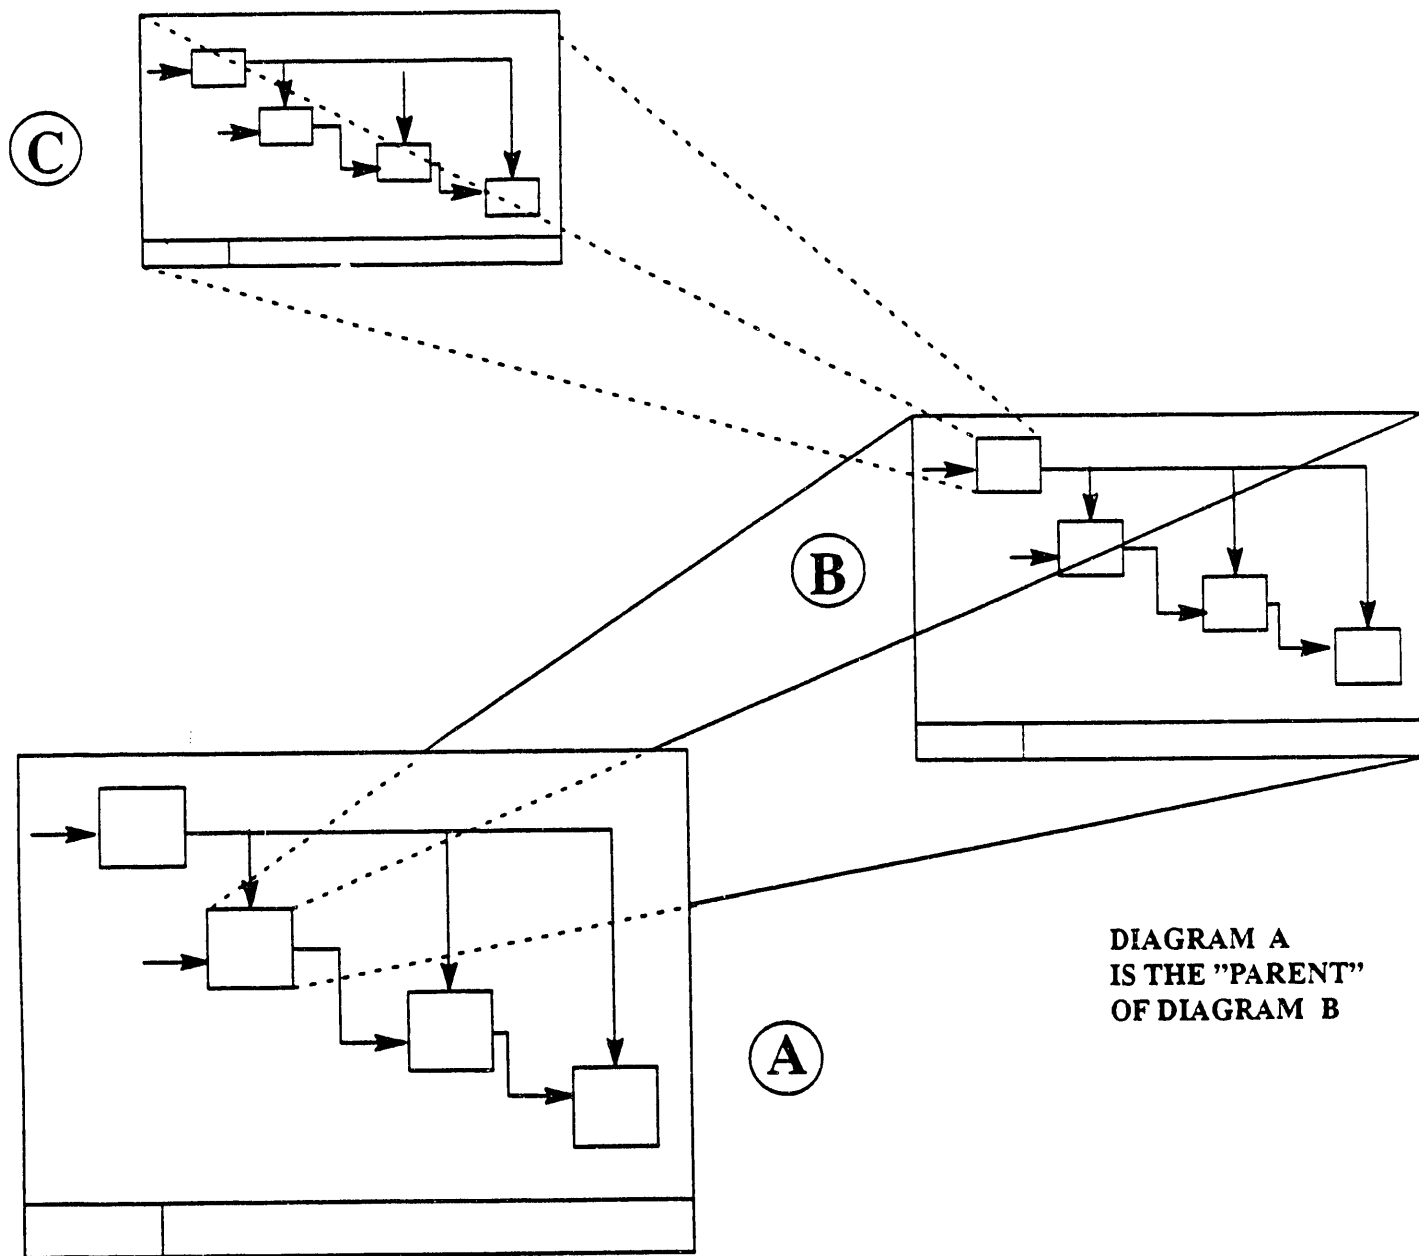 C
B
DIAGRAM A
IS THE ”PARENT”
OF DIAGRAM B
A